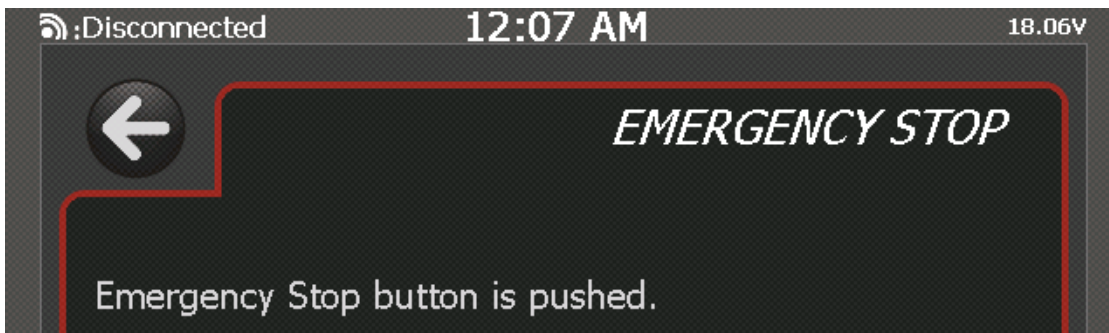 :Disconnected 12:07 AM 18.06V
EMERGENCY STOP
Emergency Stop button is pushed.